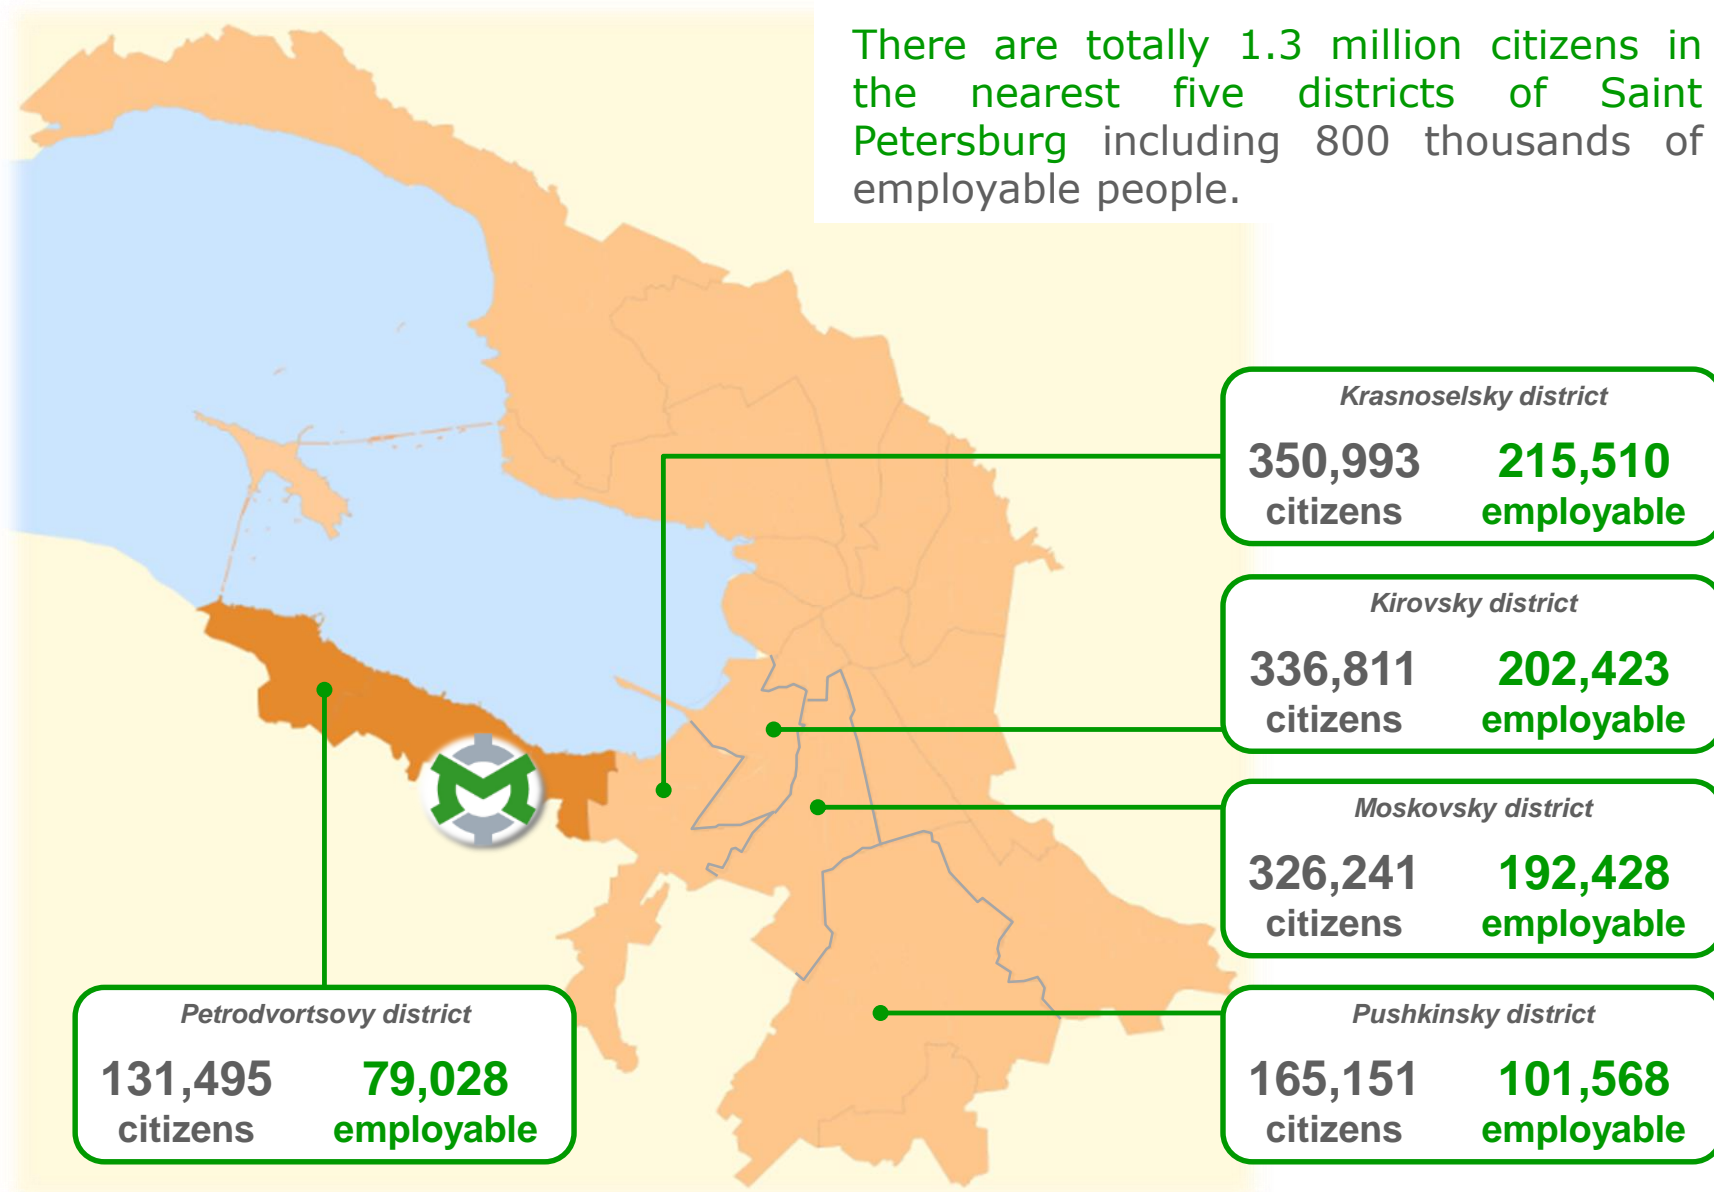 There are totally 1.3 million citizens in
the nearest five districts of Saint
Petersburg including 800 thousands of
employable people.
Krasnoselsky district
350,993 215,510
citizens employable
Kirovsky district
336,811 202,423
citizens employable
Moskovsky district
326,241 192,428
citizens employable
Petrodvortsovy district
131,495 79,028
citizens employable
Pushkinsky district
165,151 101,568
citizens employable